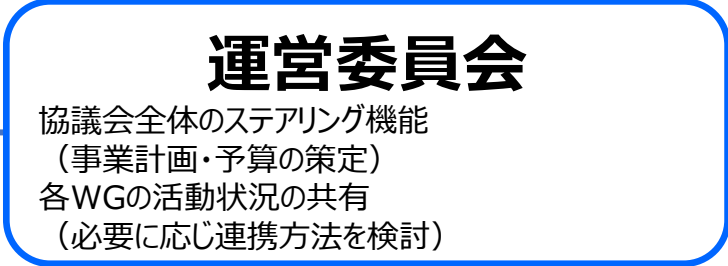 運営委員会
協議会全体のステアリング機能
（事業計画・予算の策定）
各WGの活動状況の共有
（必要に応じ連携方法を検討）